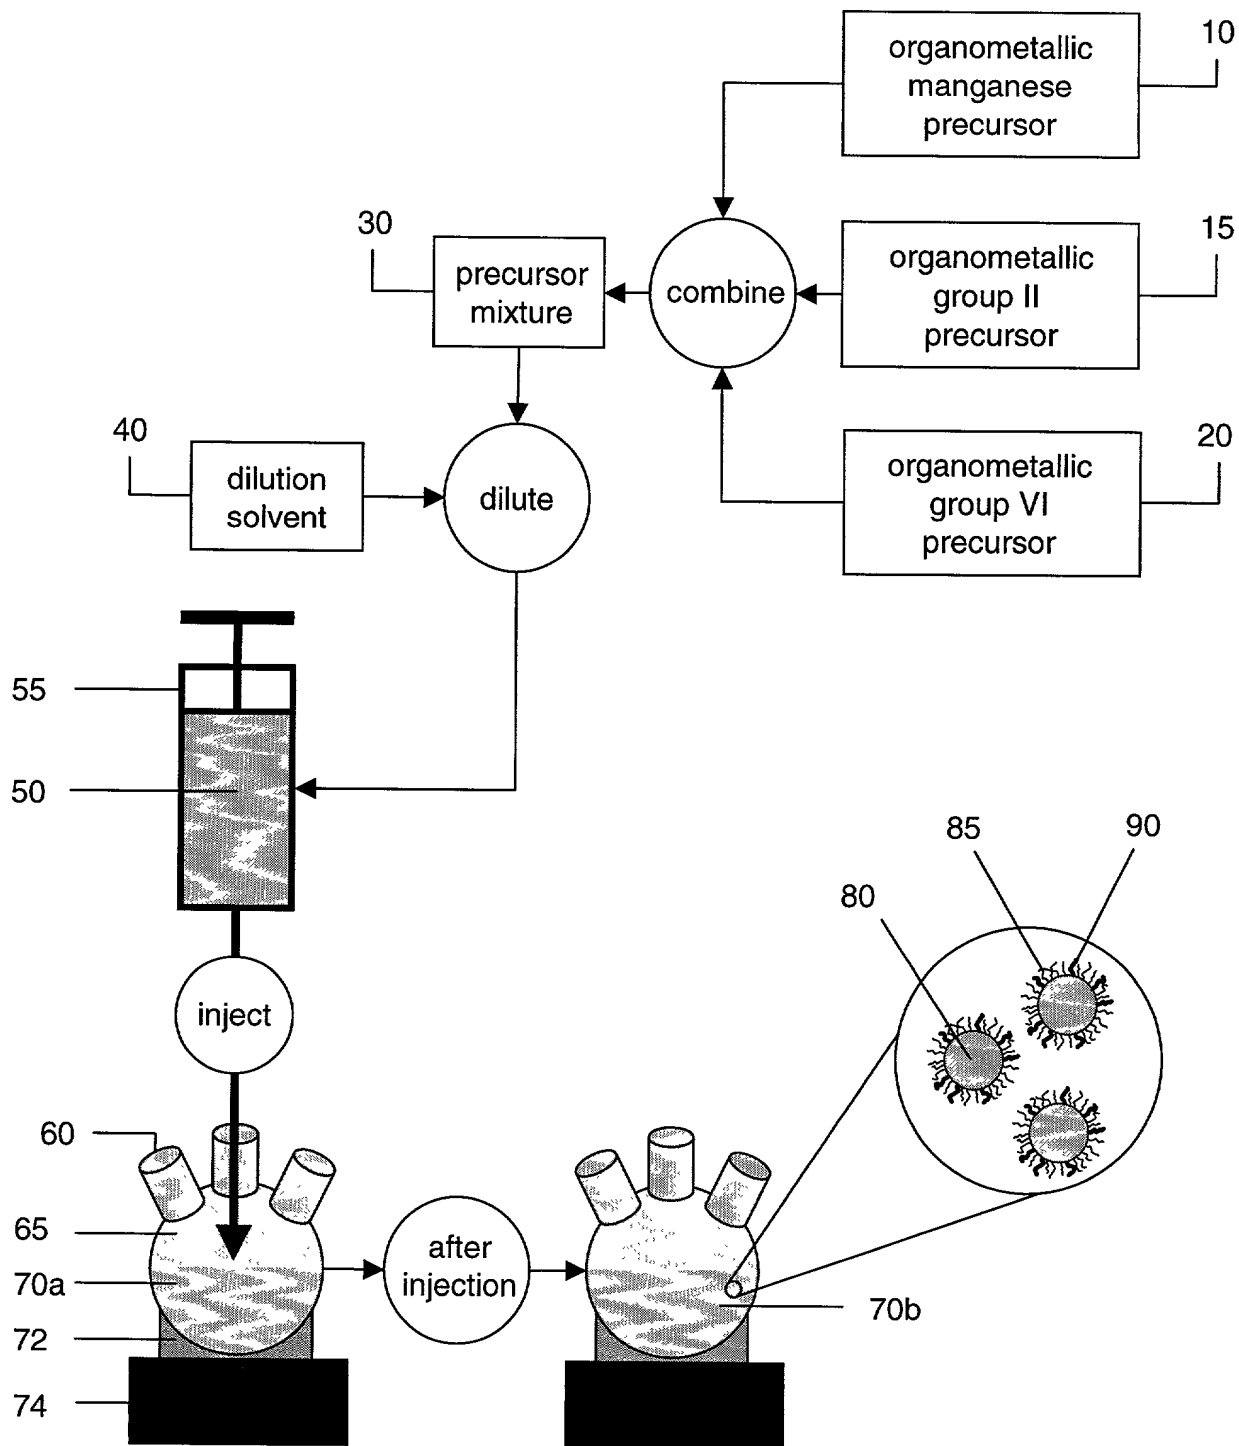 10
organometallic
manganese
precursor
30
15
precursor
mixture
combine
organometallic
group II
precursor
40
20
dilution
solvent
dilute
organometallic
group VI
precursor
55
50
85
90
80
inject
60
65
70a
after
injection
70b
72
74